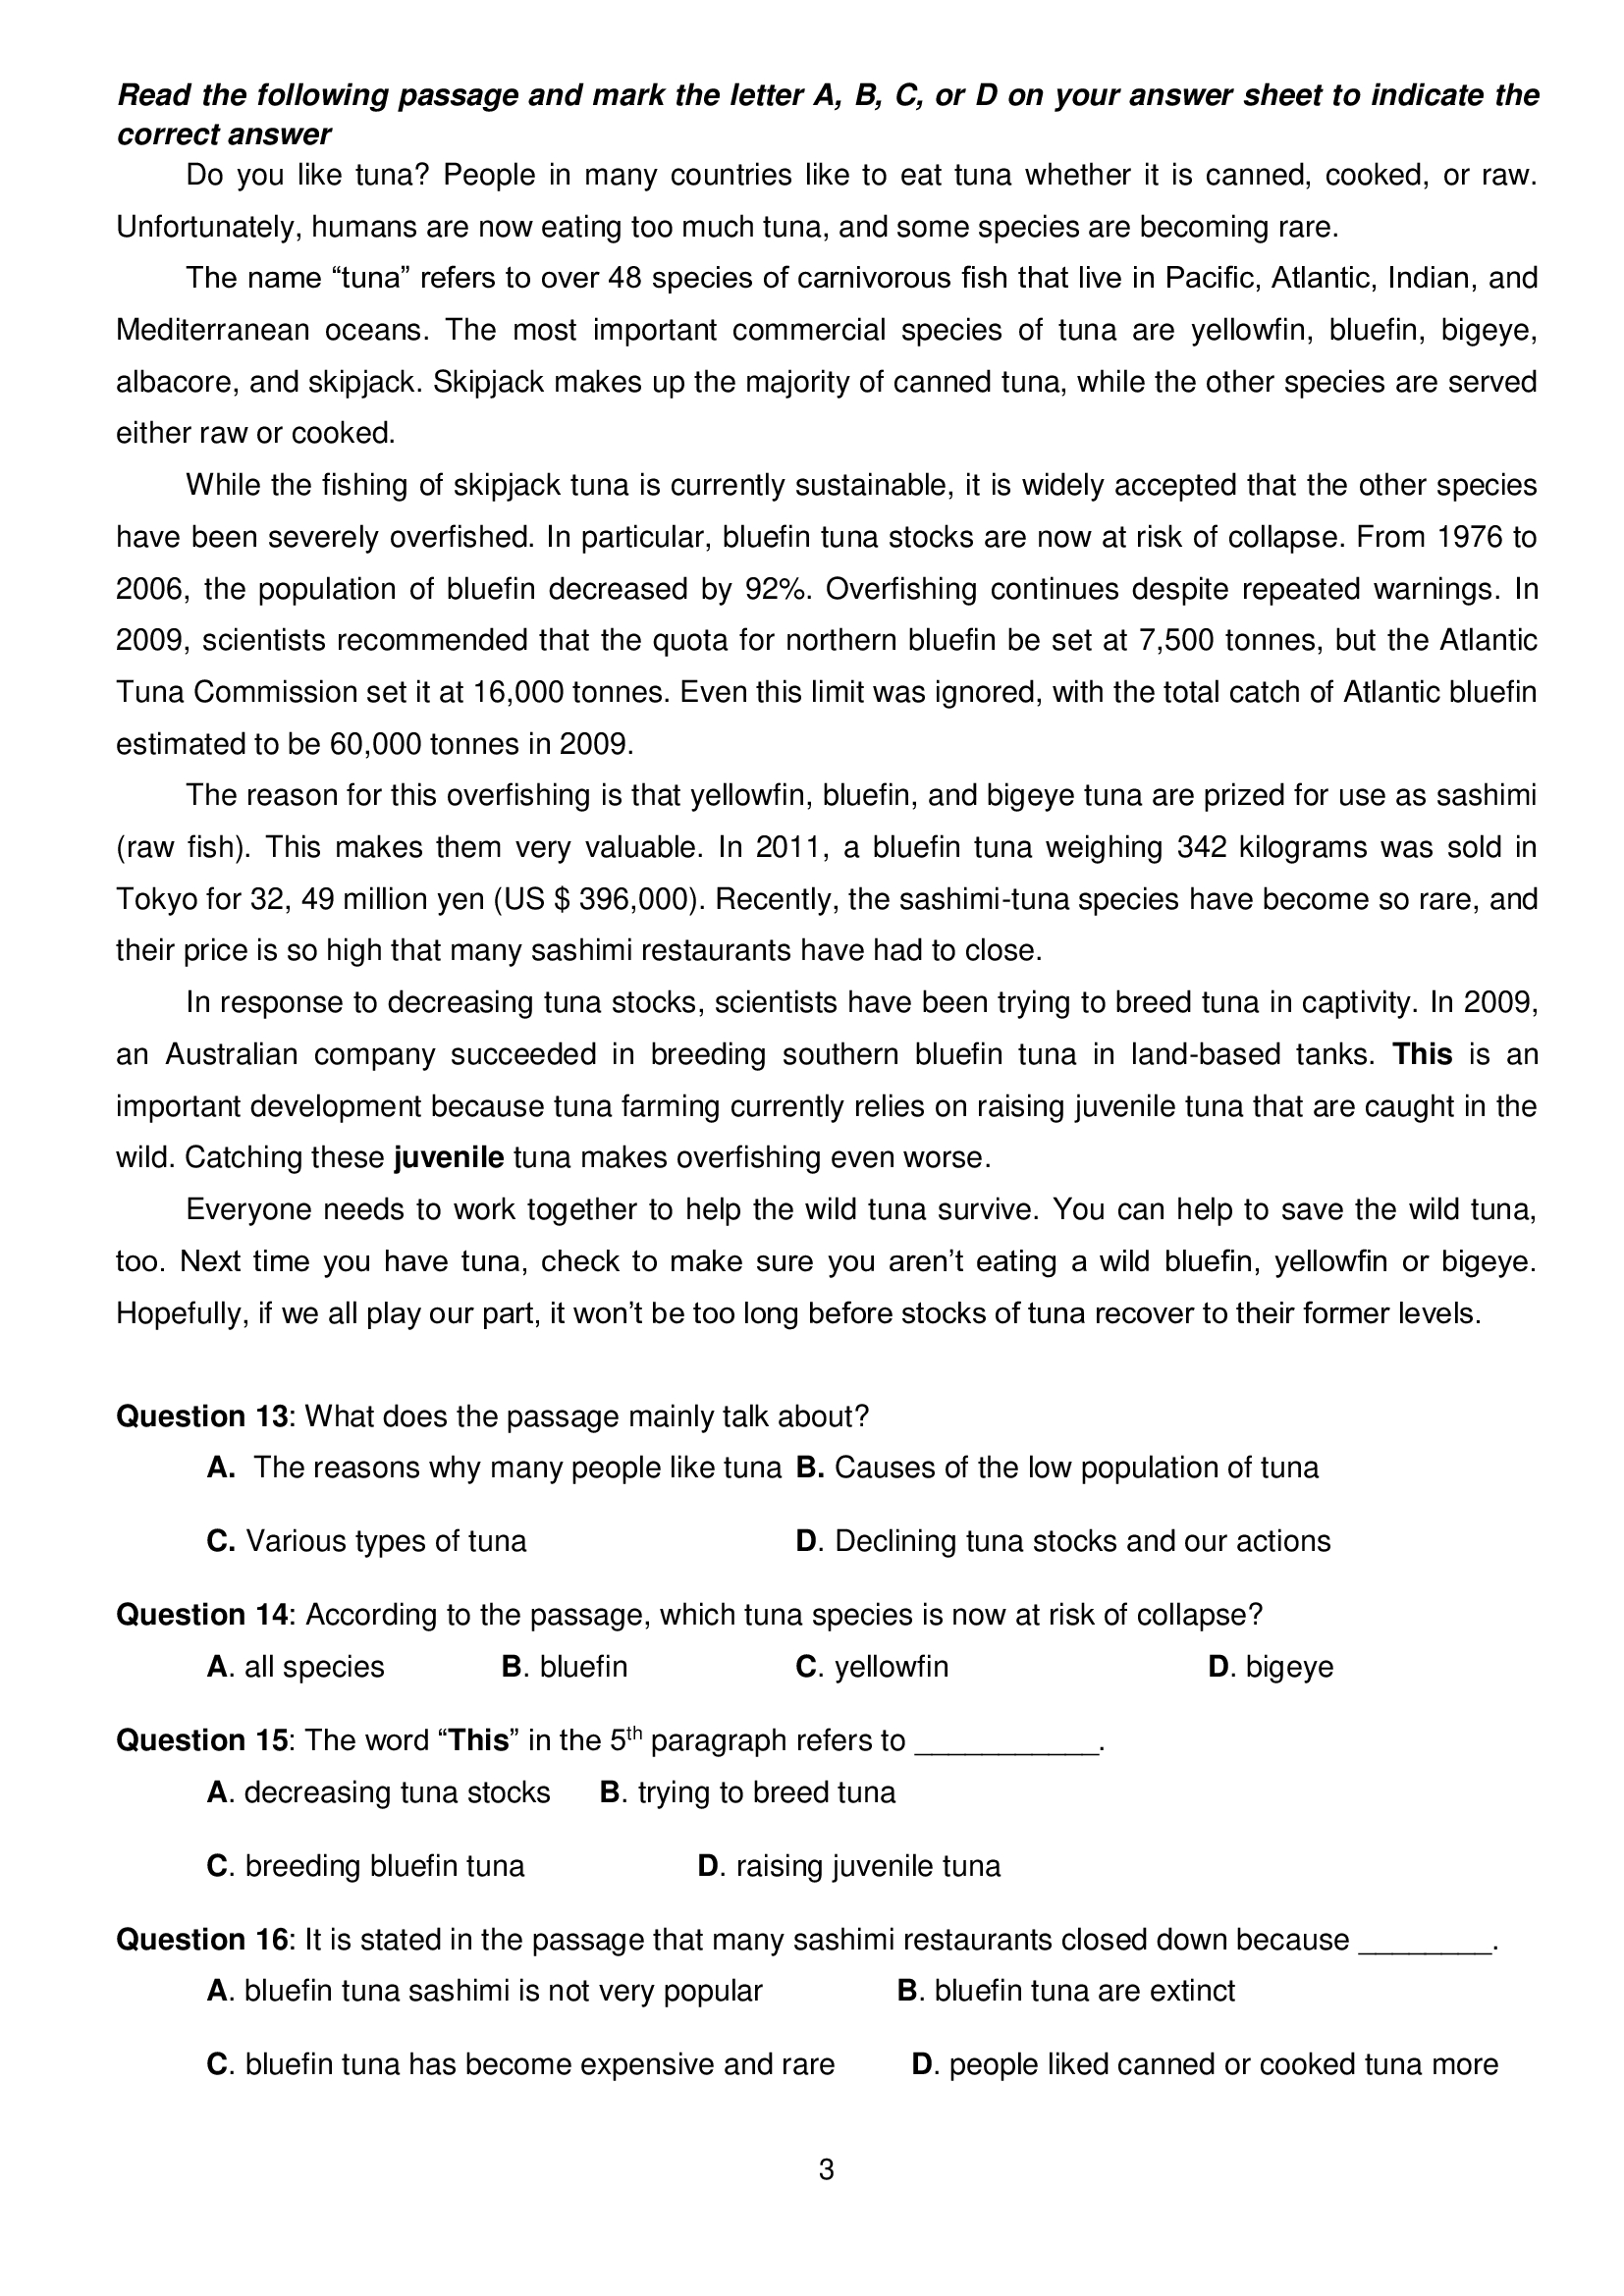 Read the following passage and mark the letter A, B, C, or D on your answer sheet to indicate the
correct answer
Do you like tuna? People in many countries like to eat tuna whether it is canned, cooked, or raw.
Unfortunately, humans are now eating too much tuna, and some species are becoming rare.
The name “tuna” refers to over 48 species of carnivorous fish that live in Pacific, Atlantic, Indian, and
Mediterranean oceans. The most important commercial species of tuna are yellowfin, bluefin, bigeye,
albacore, and skipjack. Skipjack makes up the majority of canned tuna, while the other species are served
either raw or cooked.
While the fishing of skipjack tuna is currently sustainable, it is widely accepted that the other species
have been severely overfished. In particular, bluefin tuna stocks are now at risk of collapse. From 1976 to
2006, the population of bluefin decreased by 92%. Overfishing continues despite repeated warnings. In
2009, scientists recommended that the quota for northern bluefin be set at 7,500 tonnes, but the Atlantic
Tuna Commission set it at 16,000 tonnes. Even this limit was ignored, with the total catch of Atlantic bluefin
estimated to be 60,000 tonnes in 2009.
The reason for this overfishing is that yellowfin, bluefin, and bigeye tuna are prized for use as sashimi
(raw fish). This makes them very valuable. In 2011, a bluefin tuna weighing 342 kilograms was sold in
Tokyo for 32, 49 million yen (US $ 396,000). Recently, the sashimi-tuna species have become so rare, and
their price is so high that many sashimi restaurants have had to close.
In response to decreasing tuna stocks, scientists have been trying to breed tuna in captivity. In 2009,
an Australian company succeeded in breeding southern bluefin tuna in land-based tanks. This is an
important development because tuna farming currently relies on raising juvenile tuna that are caught in the
wild. Catching these juvenile tuna makes overfishing even worse.
Everyone needs to work together to help the wild tuna survive. You can help to save the wild tuna,
too. Next time you have tuna, check to make sure you aren’t eating a wild bluefin, yellowfin or bigeye.
Hopefully, if we all play our part, it won’t be too long before stocks of tuna recover to their former levels.
Question 13: What does the passage mainly talk about?
A. The reasons why many people like tuna B. Causes of the low population of tuna
C. Various types of tuna D. Declining tuna stocks and our actions
Question 14: According to the passage, which tuna species is now at risk of collapse?
A. all species B. bluefin C. yellowfin D. bigeye
Question 15: The word “This” in the 5th paragraph refers to ___________.
A. decreasing tuna stocks B. trying to breed tuna
C. breeding bluefin tuna D. raising juvenile tuna
Question 16: It is stated in the passage that many sashimi restaurants closed down because ________.
A. bluefin tuna sashimi is not very popular B. bluefin tuna are extinct
C. bluefin tuna has become expensive and rare D. people liked canned or cooked tuna more
3